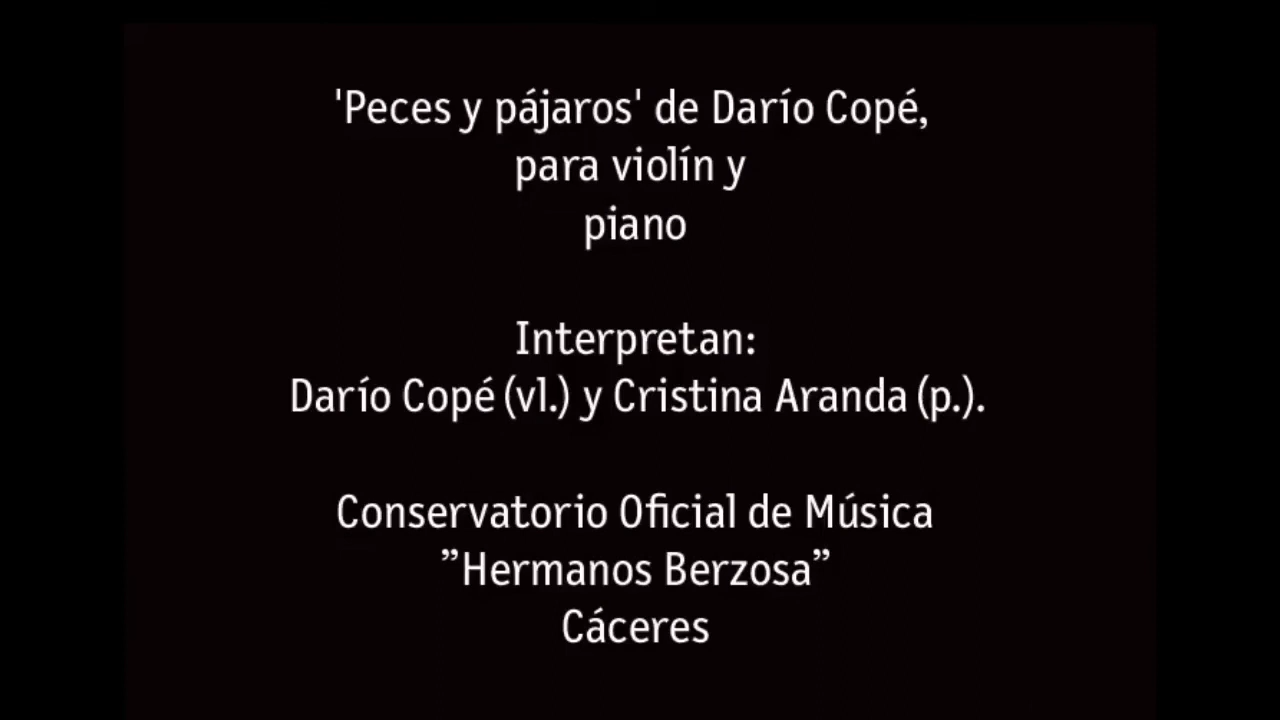 'Peces y pájaros' de Darío Copé,
para violín y
piano
Interpretan:
Darío Copé (vl.) y Cristina Aranda (p.).
Conservatorio Oficial de Música
”Hermanos Berzosa”
Cáceres